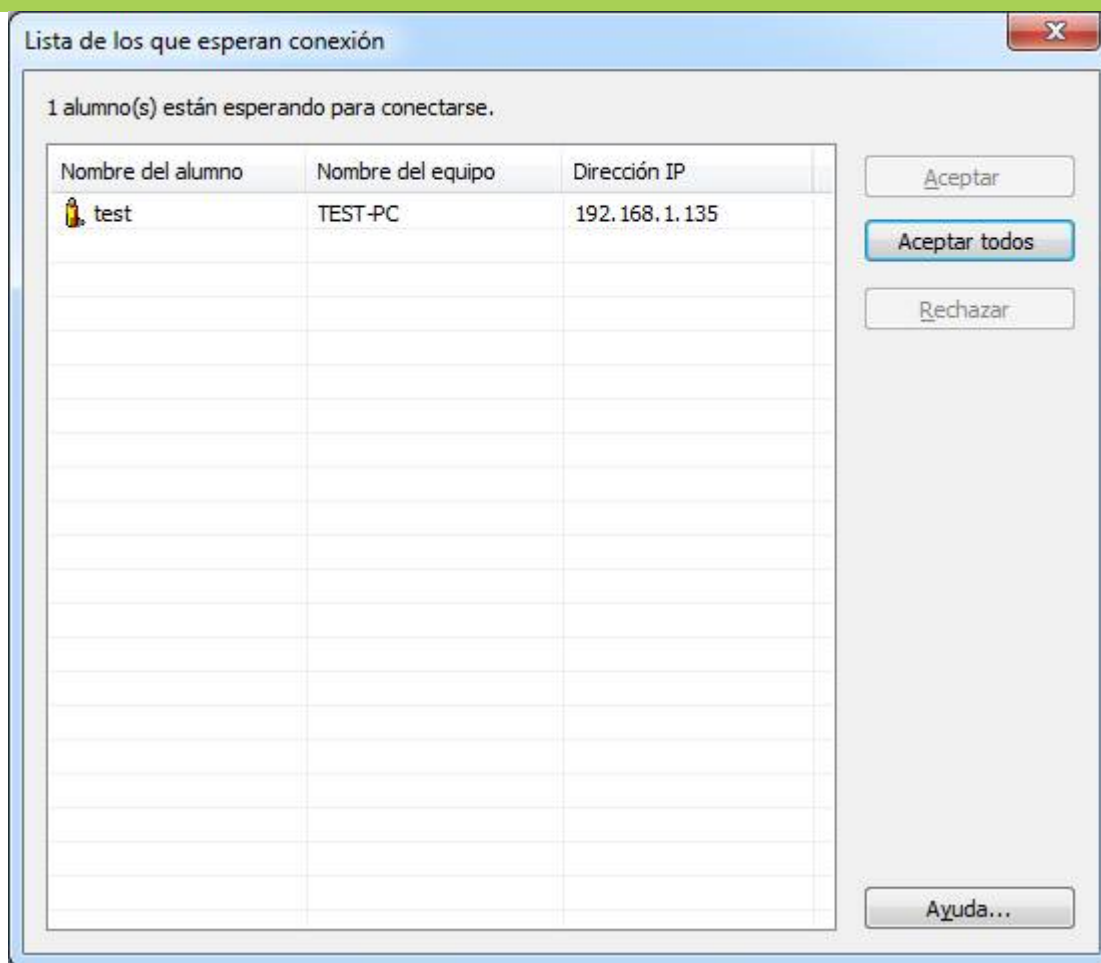 Lista de los que esperan conexión
1 alumno(s) están esperando para conectarse.
Nombre del alumno Nombre del equipo Dirección IP
test TEST-PC 192.168.1.135
Aceptar
Aceptar todos
Rechazar
Ayuda...